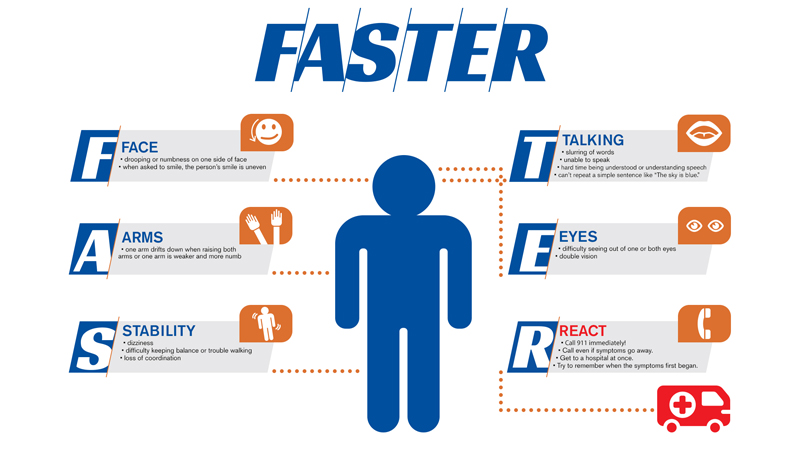 FASTER
F
FACE
• drooping or numbness on one side of face
• when asked to smile, the person's smile is uneven
A
ARMS
• one arm drifts down when raising both
arms or one arm is weaker and more numb
S
STABILITY
• dizziness
• difficulty keeping balance or trouble walking
• loss of coordination
T
TALKING
• slurring of words
• unable to speak
• hard time being understood or understanding speech
• can't repeat a simple sentence like "The sky is blue."
E
EYES
• difficulty seeing out of one or both eyes
• double vision
R
REACT
• Call 911 immediately!
• Call even if symptoms go away.
• Get to a hospital at once.
• Try to remember when the symptoms first began.